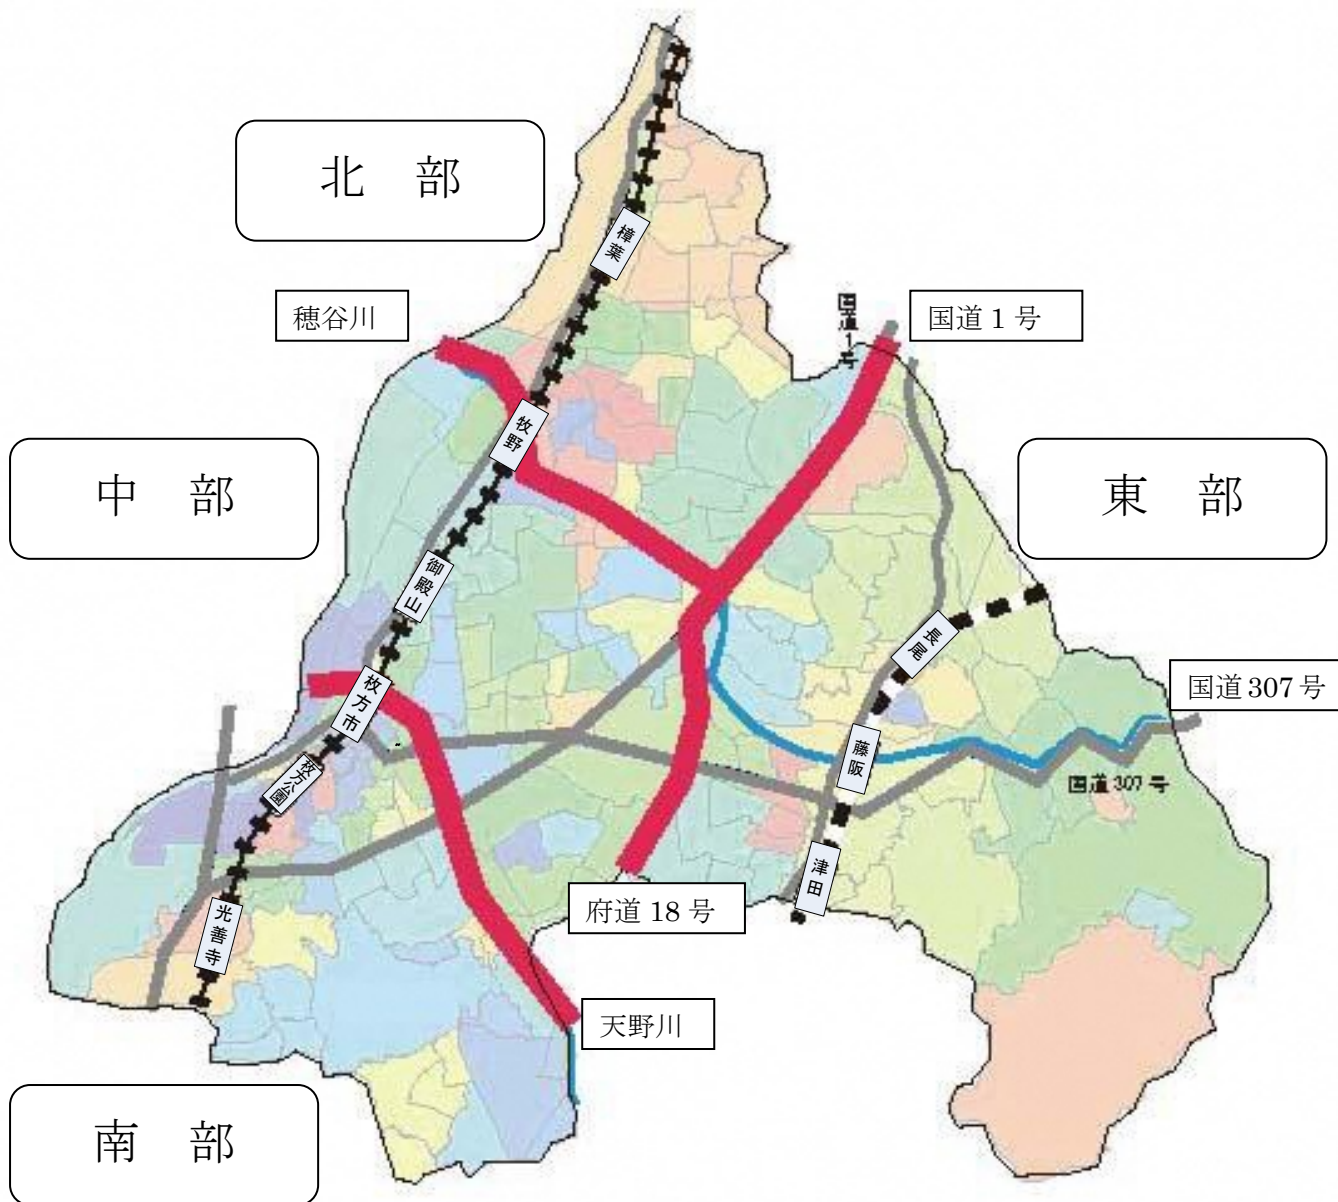 北 部
樟葉
穂谷川
国道1号
国道1号
牧野
中 部
東 部
御殿山
長尾
枚方市
国道307号
藤阪
枚方公園
国道307号
津田
府道18号
光善寺
天野川
南 部